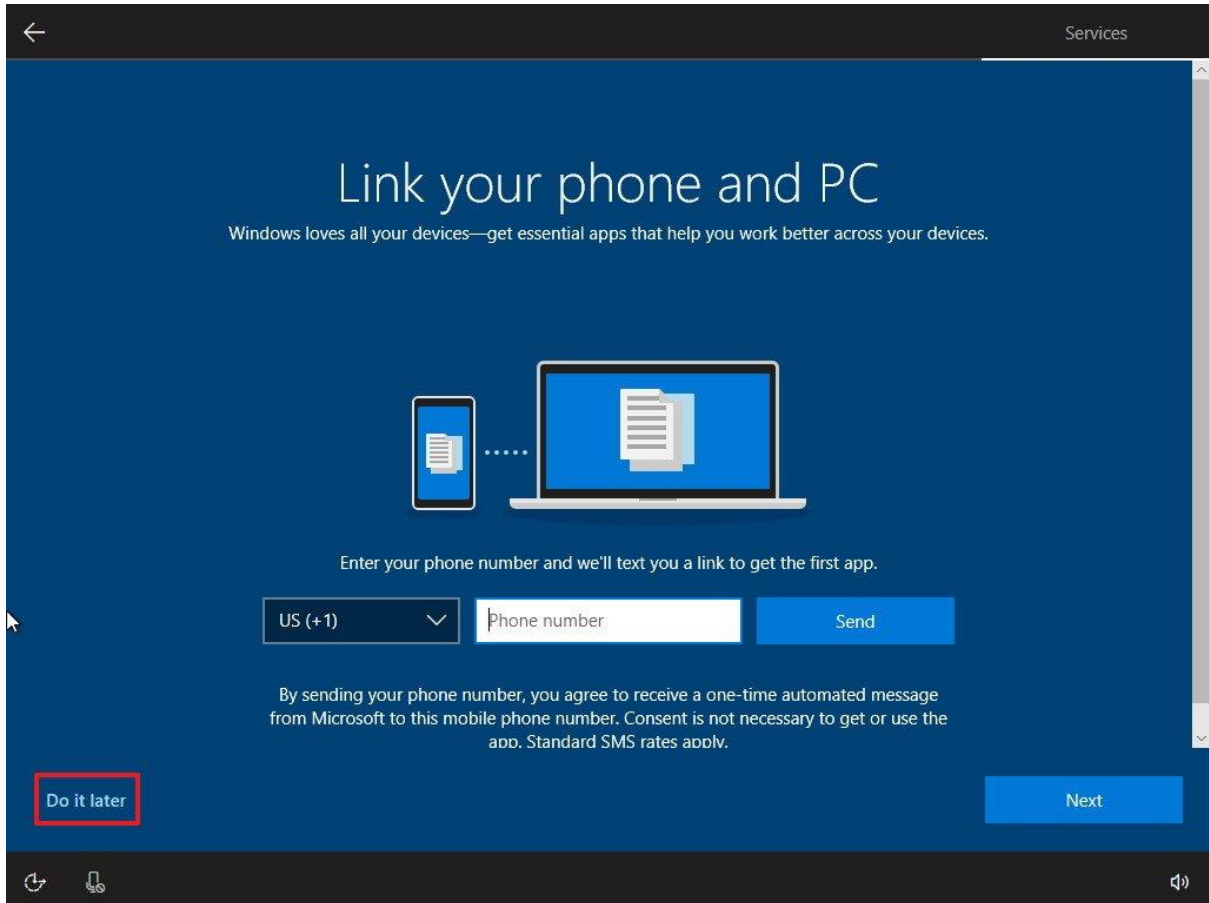 Services
Link your phone and PC
Windows loves all your devices—get essential apps that help you work better across your devices.
Enter your phone number and we'll text you a link to get the first app.
US (+1)
Phone number
Send
By sending your phone number, you agree to receive a one-time automated message
from Microsoft to this mobile phone number. Consent is not necessary to get or use the
app. Standard SMS rates apply.
Do it later
Next